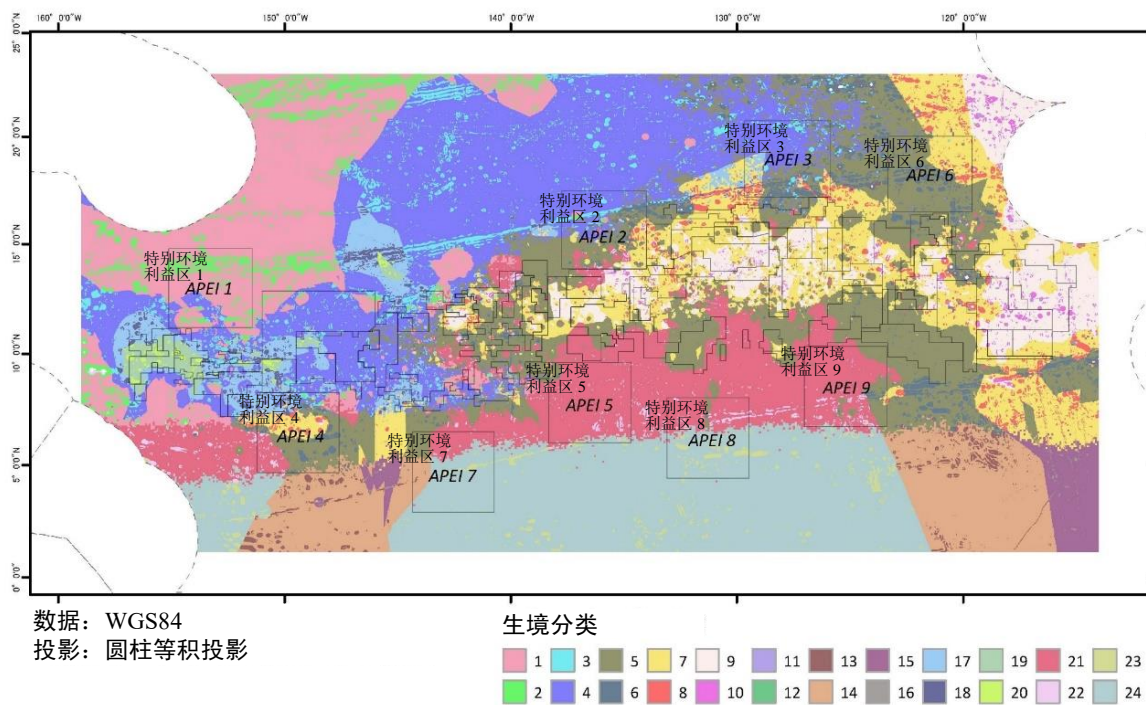 160° 0'0"W
150° 0'0"W
140° 0'0"W
130° 0'0"W
120° 0'0"W
25° 0'N
20° 0'N
15° 0'N
5° 0'N
0° 0'0"
特别环境
利益区 1
APEI 1
特别环境
利益区 2
APEI 2
特别环境
利益区 3
APEI 3
特别环境
利益区 6
APEI 6
特别环境
利益区 4
APEI 4
特别环境
利益区 5
APEI 5
特别环境
利益区 7
APEI 7
特别环境
利益区 8
APEI 8
特别环境
利益区 9
APEI 9
数据：WGS84
投影：圆柱等积投影
生境分类
1 3 5 7 9 11 13 15 17 19 21 23
2 4 6 8 10 12 14 16 18 20 22 24